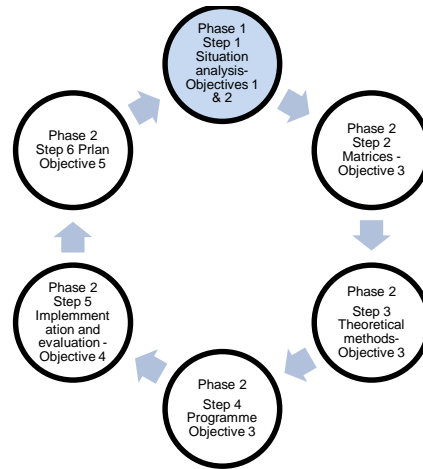 Phase 1
Step 1
Situation
analysis-
Objectives 1
& 2
Phase 2
Step 2
Matrices -
Objective 3
Phase 2
Step 3
Theoretical
methods-
Objective 3
Phase 2
Step 4
Programme
Objective 3
Phase 2
Step 5
Implemment
ation and
evaluation -
Objective 4
Phase 2
Step 6 Prlan
Objective 5